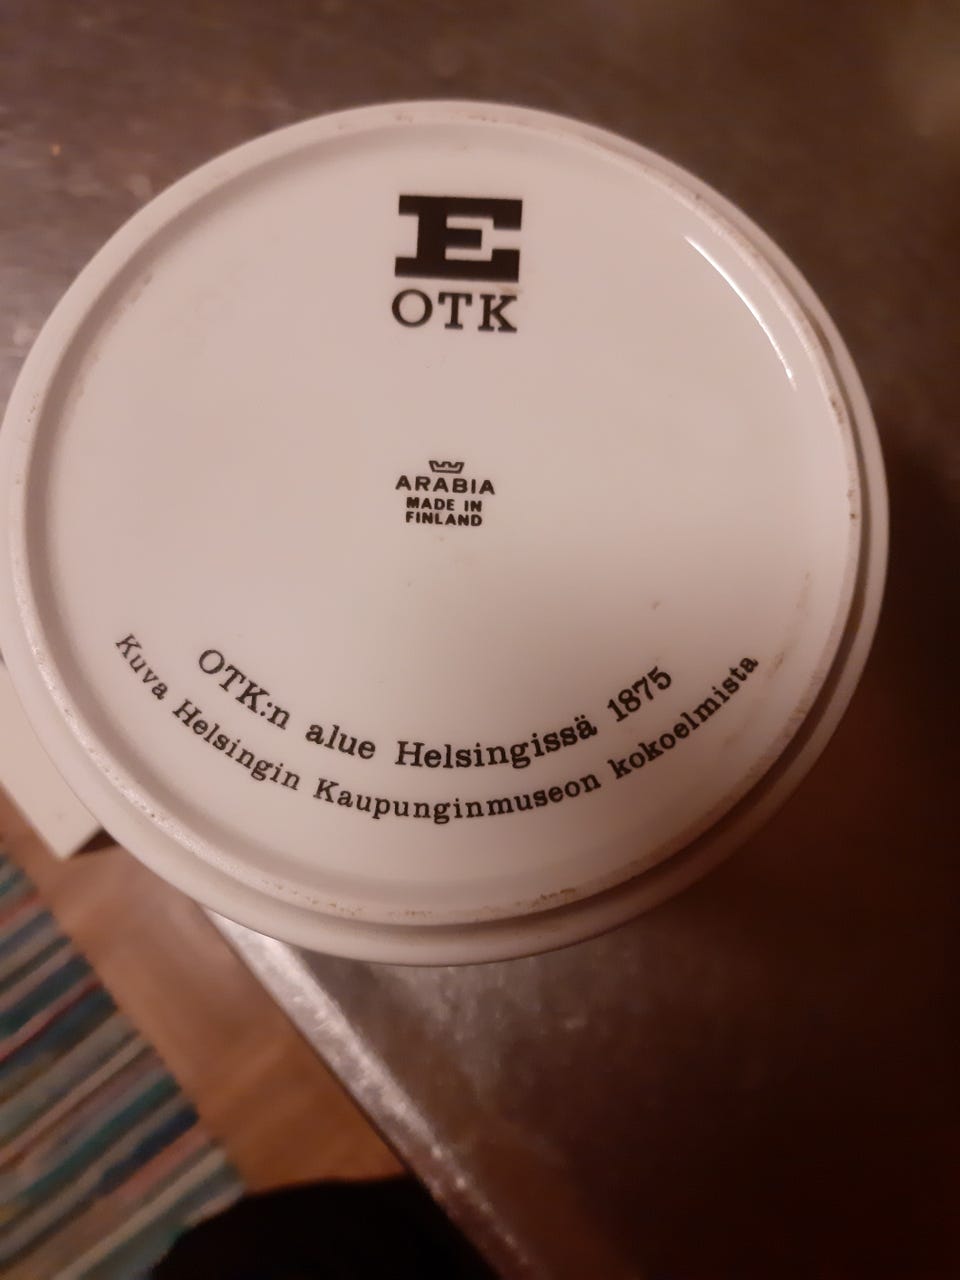 E
OTK
ARABIA
MADE IN
FINLAND
OTK:n alue Helsingissä 1875
Kuva Helsingin Kaupunginmuseon kokoelmista